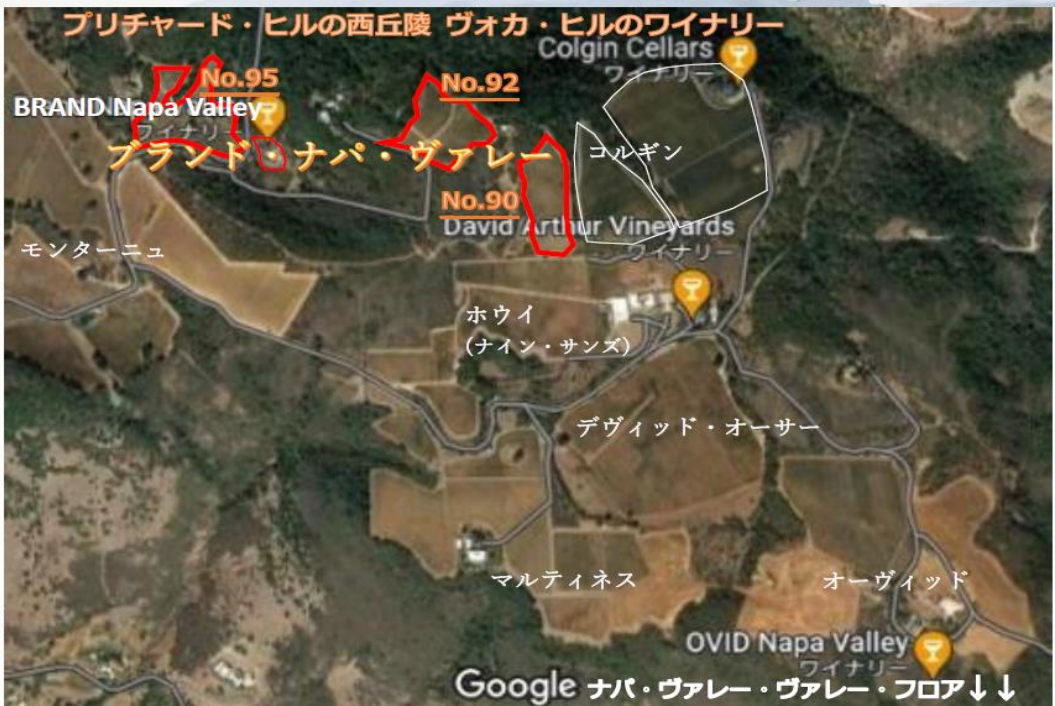 プリチャード・ヒルの西丘陵 ヴォカ・ヒルのワイナリー
Colgin Cellars
ワイナリー
No.95
No.92
BRAND Napa Valley
ワイナリー
ブランド・ナパ・ヴァレー
コルギン
No.90
David Arthur Vineyards
ワイナリー
モンターニュ
ホウイ
(ナイン・サンズ)
デヴィッド・オーサー
マルティネス
オーヴィッド
OVID Napa Valley
ワイナリー
Google
ナパ・ヴァレー・ヴァレー・フロア↓↓